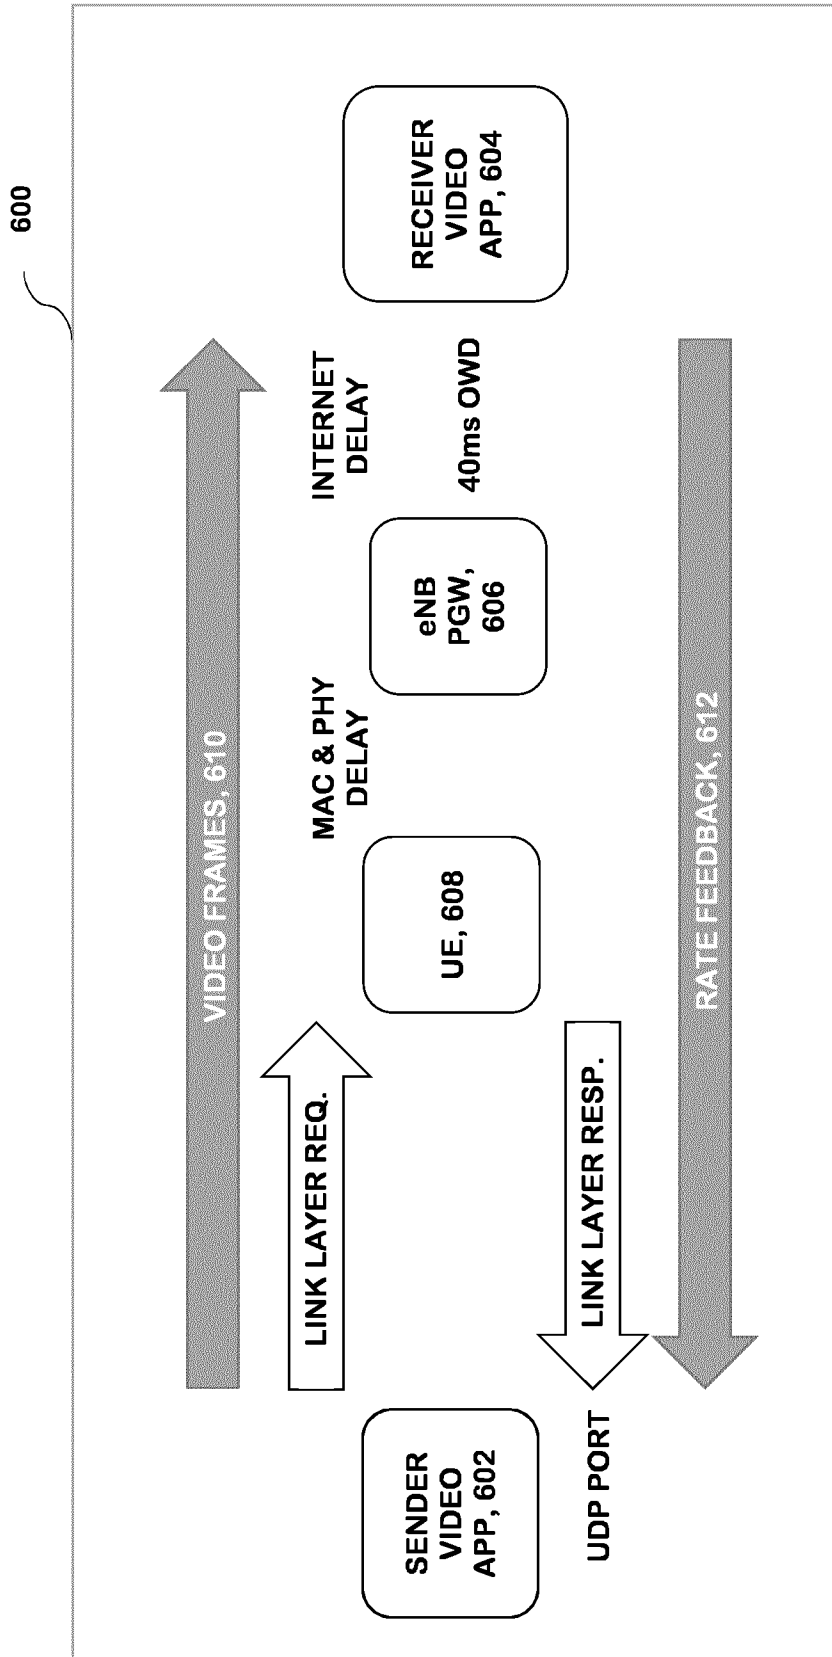 600
VIDEO FRAMES, 610
LINK LAYER REQ.
MAC & PHY
DELAY
INTERNET
DELAY
SENDER
VIDEO
APP, 602
UE, 608
eNB
PGW,
606
40ms OWD
RECEIVER
VIDEO
APP, 604
UDP PORT
LINK LAYER RESP.
RATE FEEDBACK, 612